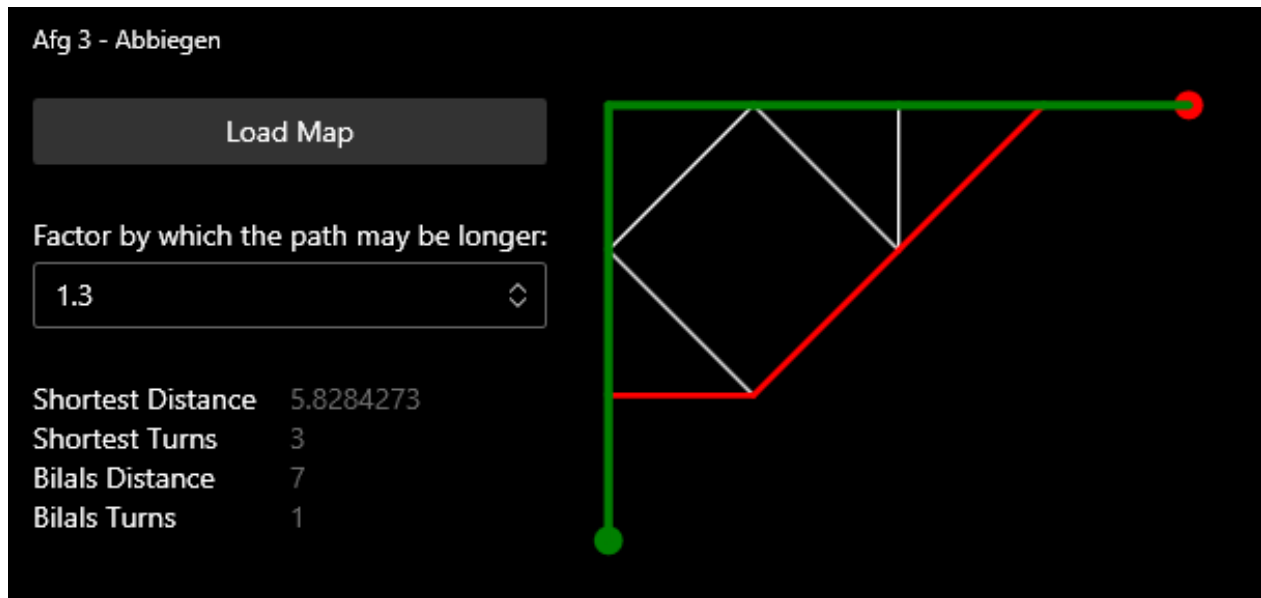 Afg 3 - Abbiegen
Load Map
Factor by which the path may be longer:
1.3
Shortest Distance 5.8284273
Shortest Turns 3
Bilals Distance 7
Bilals Turns 1